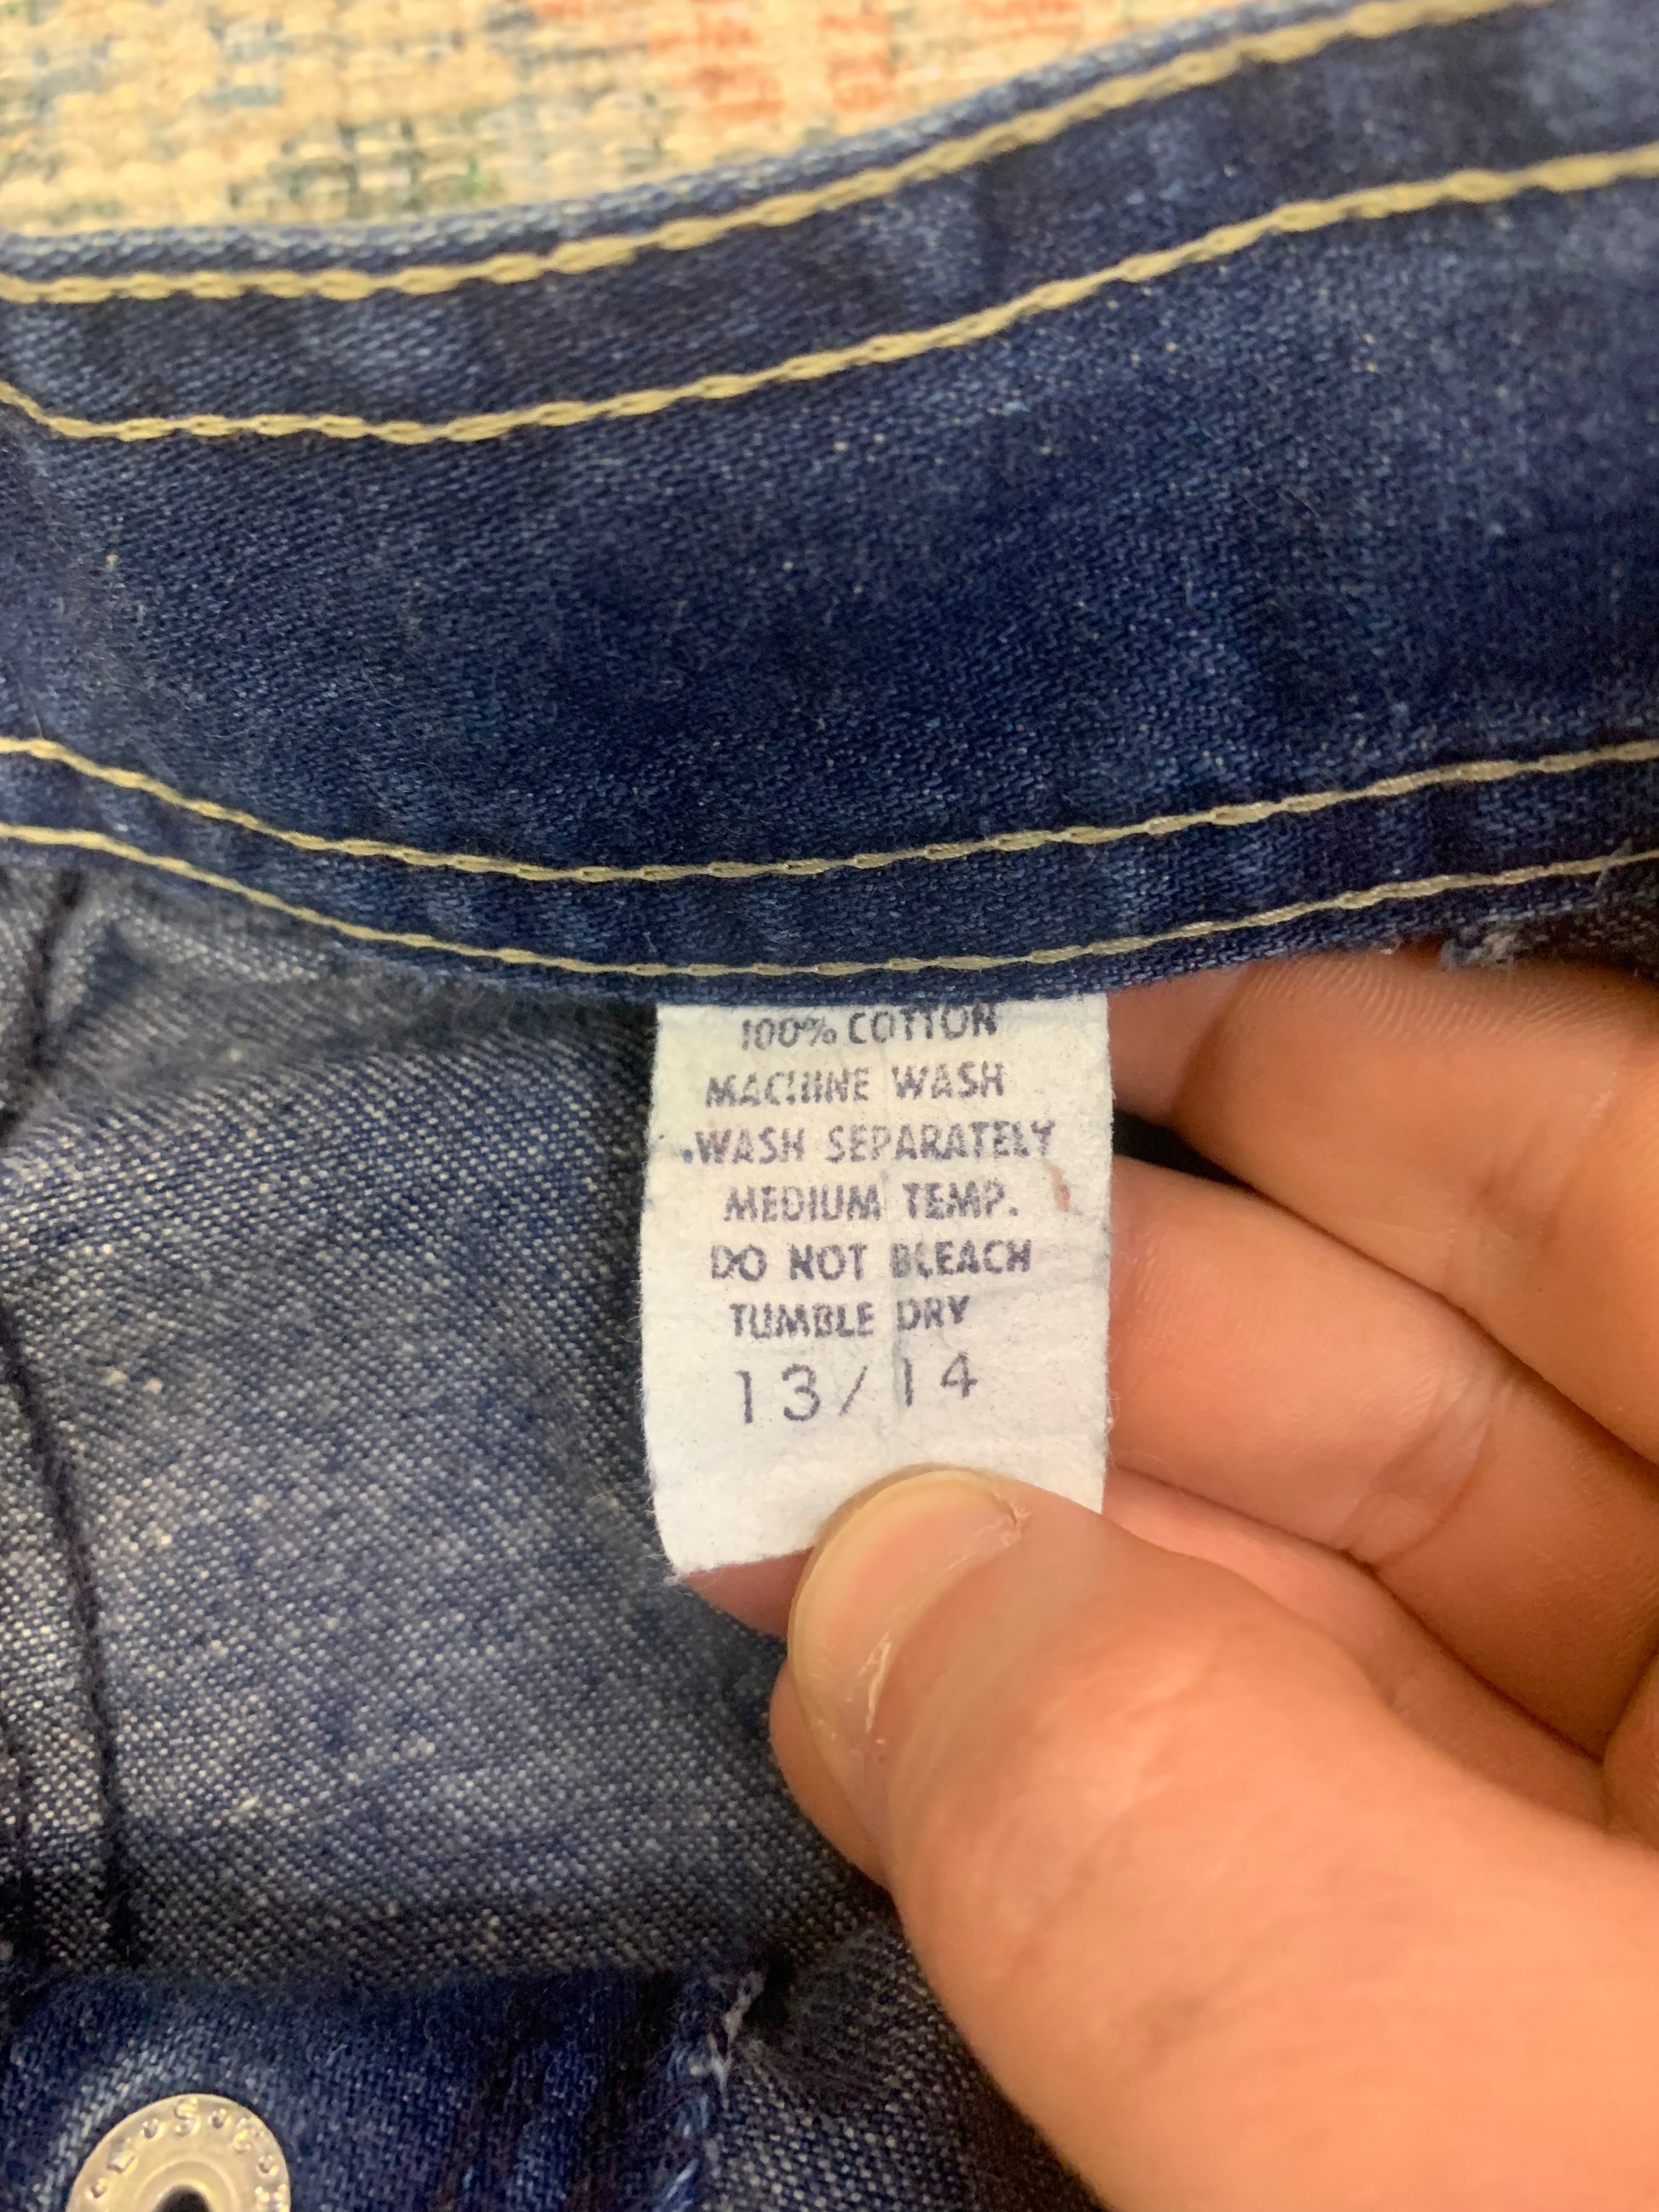 100% COTTON
MACHINE WASH
.WASH SEPARATELY
MEDIUM TEMP.
DO NOT BLEACH
TUMBLE DRY
13/14